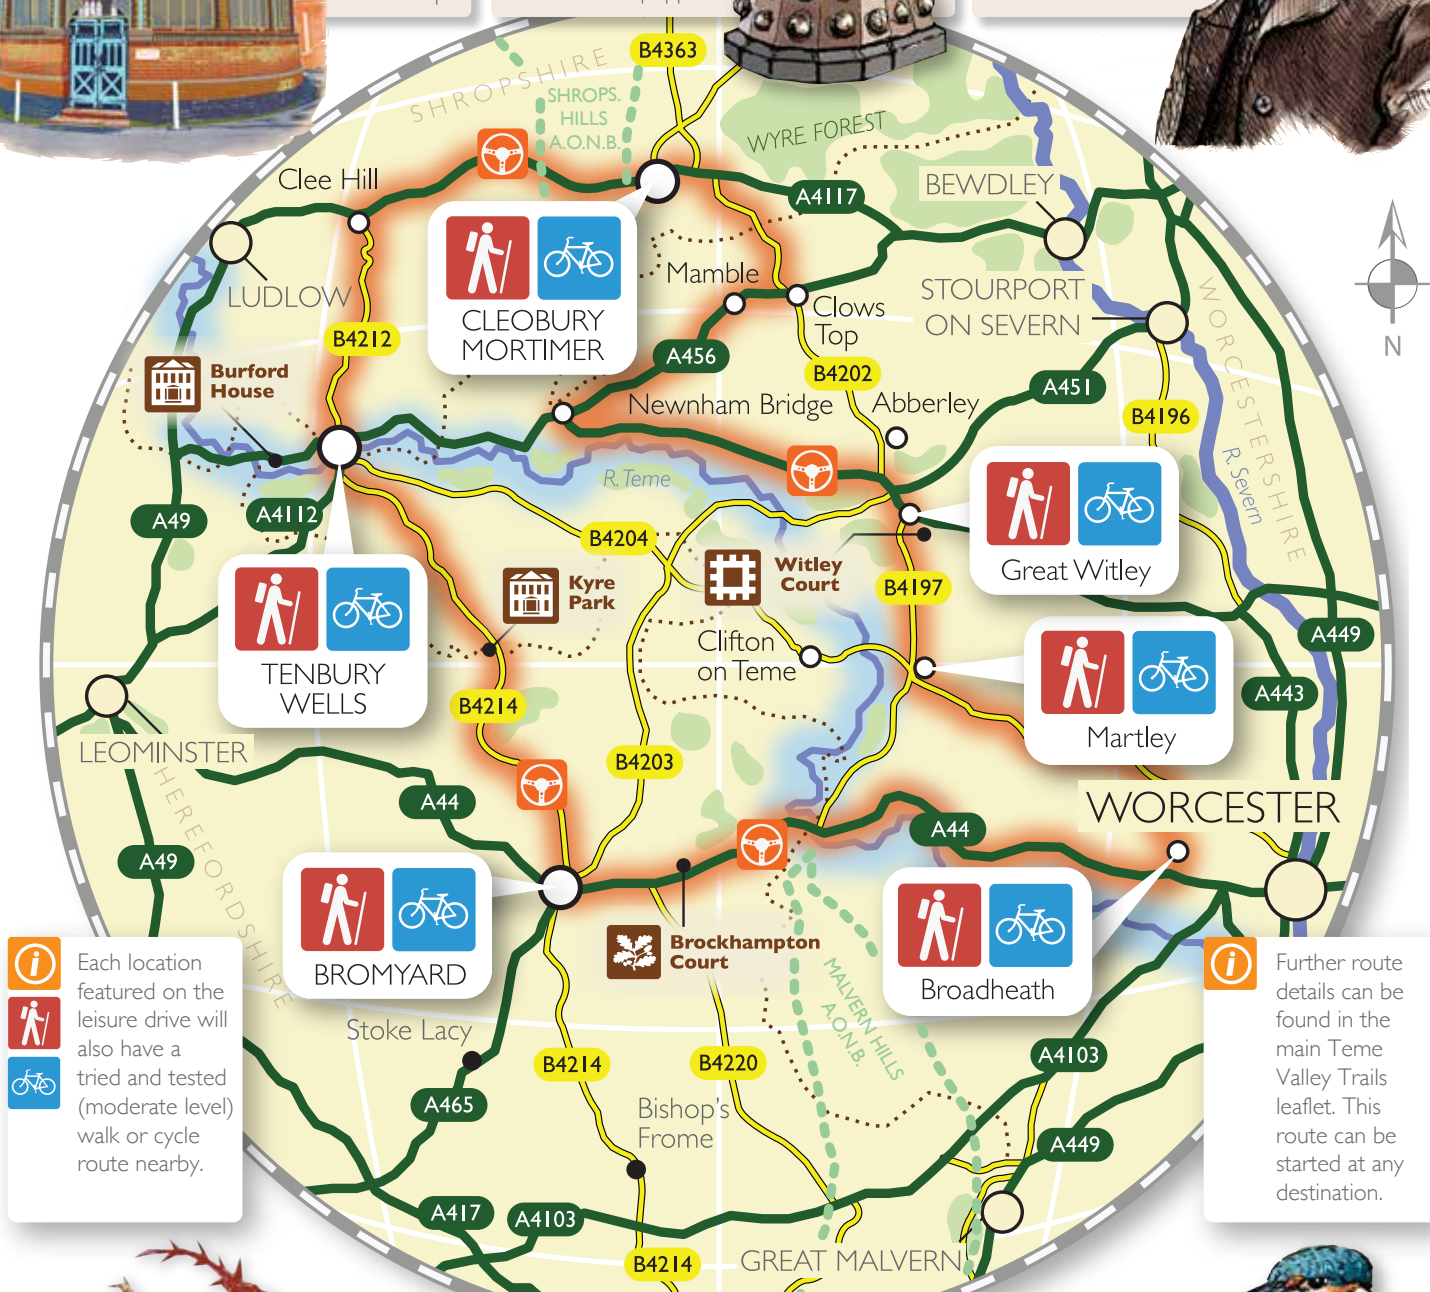 B4363
SHROPSHIRE
SHROPS.
HILLS
A.O.N.B.
WYRE FOREST
Clee Hill
A4117
BEWDLEY
LUDLOW
CLEOBURY
MORTIMER
Mamble
Clows
Top
STOURPORT
ON SEVERN
WORCESTERSHIRE
N
B4212
A456
B4202
A451
B4196
Burford
House
Newnham Bridge
Abberley
R. Teme
R. Severn
A49
A4112
B4204
Kyre
Park
Witley
Court
B4197
Great Witley
TENBURY
WELLS
Clifton
on Teme
A449
A443
B4214
Martley
LEOMINSTER
HEREFORDSHIRE
B4203
A44
WORCESTER
A44
A49
BROMYARD
Brockhampton
Court
Broadheath
MALVERN HILLS
A.O.N.B.
i
Each location
featured on the
leisure drive will
also have a
tried and tested
(moderate level)
walk or cycle
route nearby.
i
Further route
details can be
found in the
main Teme
Valley Trails
leaflet. This
route can be
started at any
destination.
Stoke Lacy
B4214
B4220
A4103
A465
Bishop's
Frome
A449
A417
A4103
B4214
GREAT MALVERN